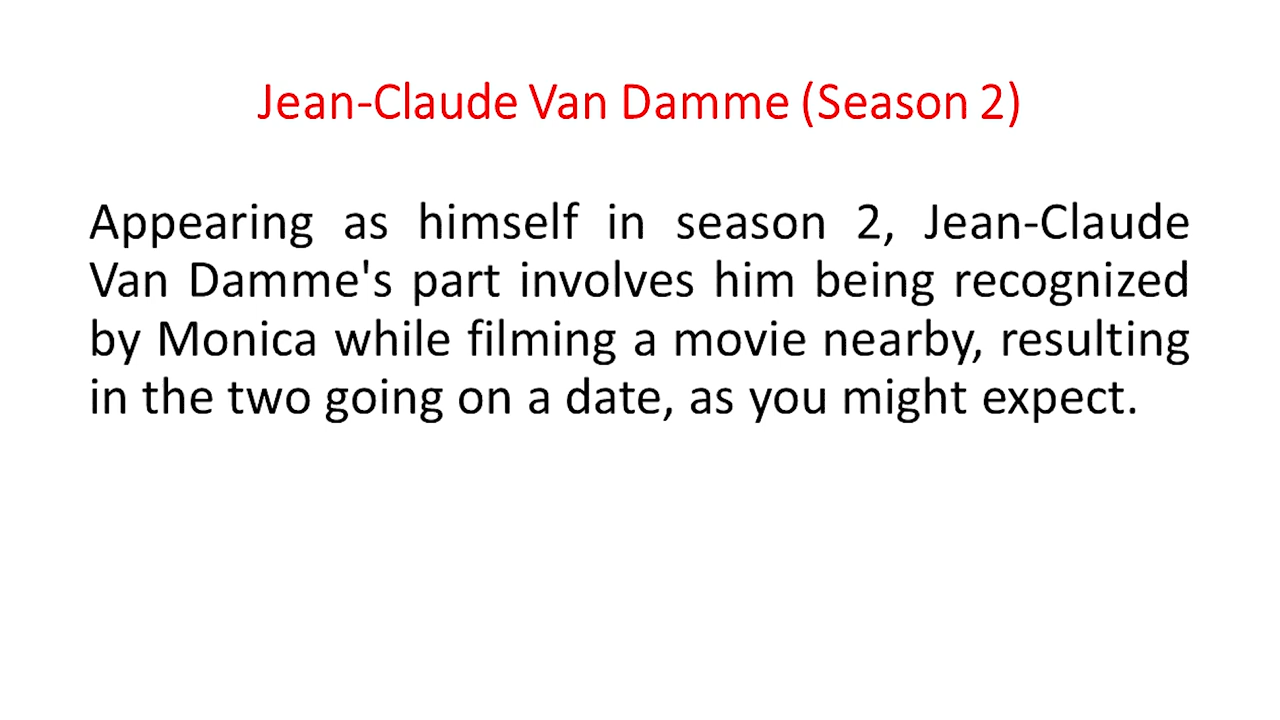 Jean-Claude Van Damme (Season 2)
Appearing as himself in season 2, Jean-Claude
Van Damme's part involves him being recognized
by Monica while filming a movie nearby, resulting
in the two going on a date, as you might expect.